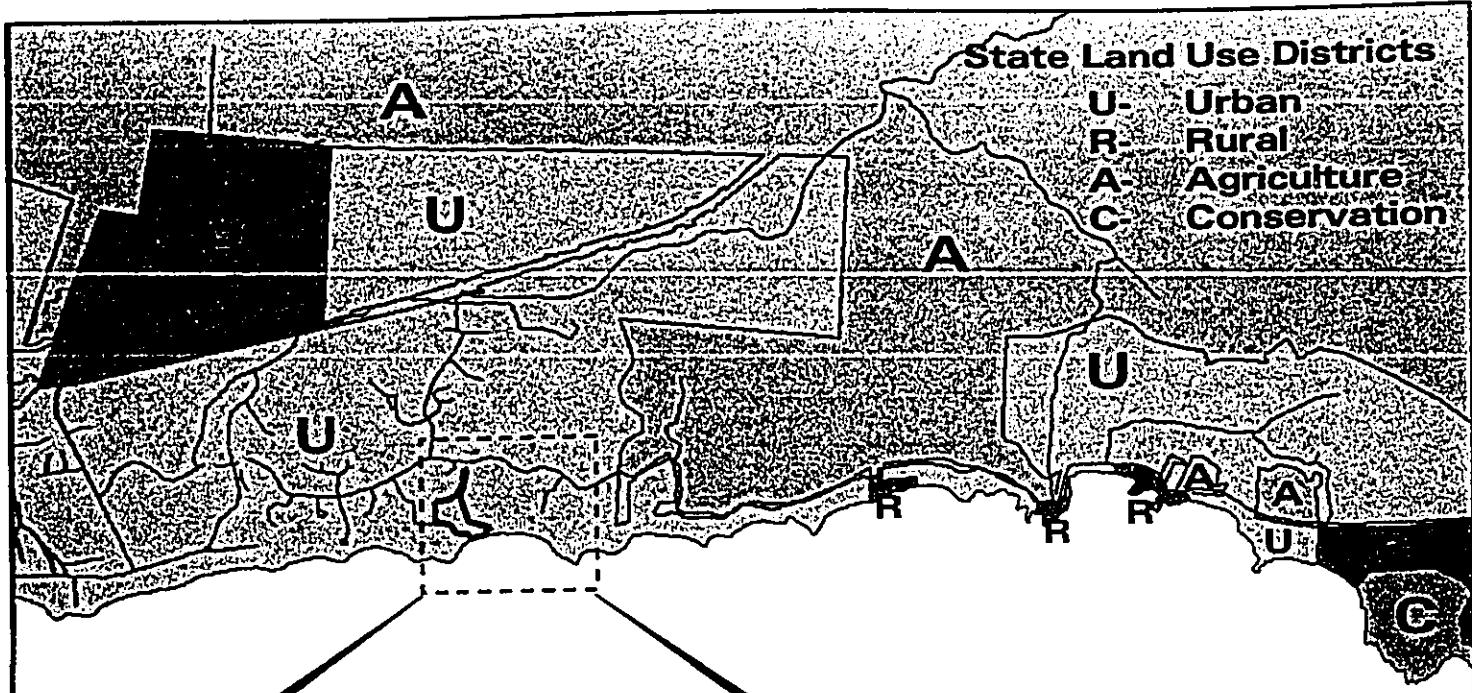 State Land Use Districts
U- Urban
R- Rural
A- Agriculture
C- Conservation
A
U
A
U
U
U
A
A
R
R
R
U
C